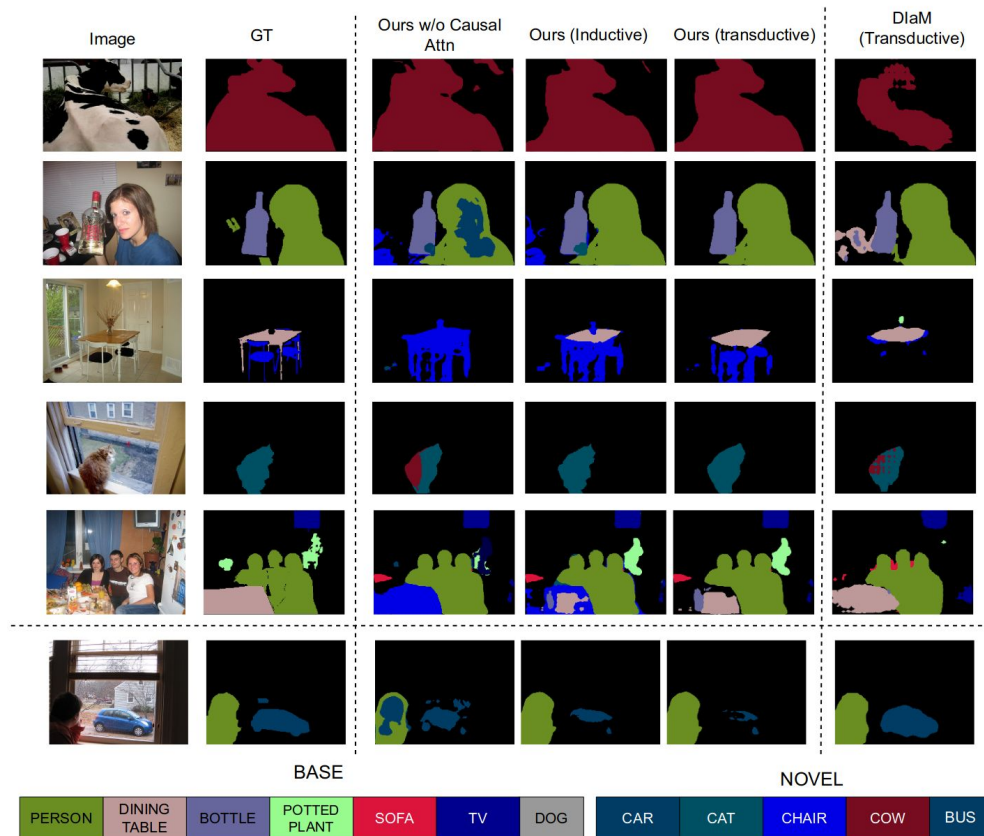 Image
GT
Ours w/o Causal
Attn
Ours (Inductive)
Ours (transductive)
DIaM
(Transductive)
BASE
NOVEL
PERSON
DINING
TABLE
BOTTLE
POTTED
PLANT
SOFA
TV
DOG
CAR
CAT
CHAIR
COW
BUS